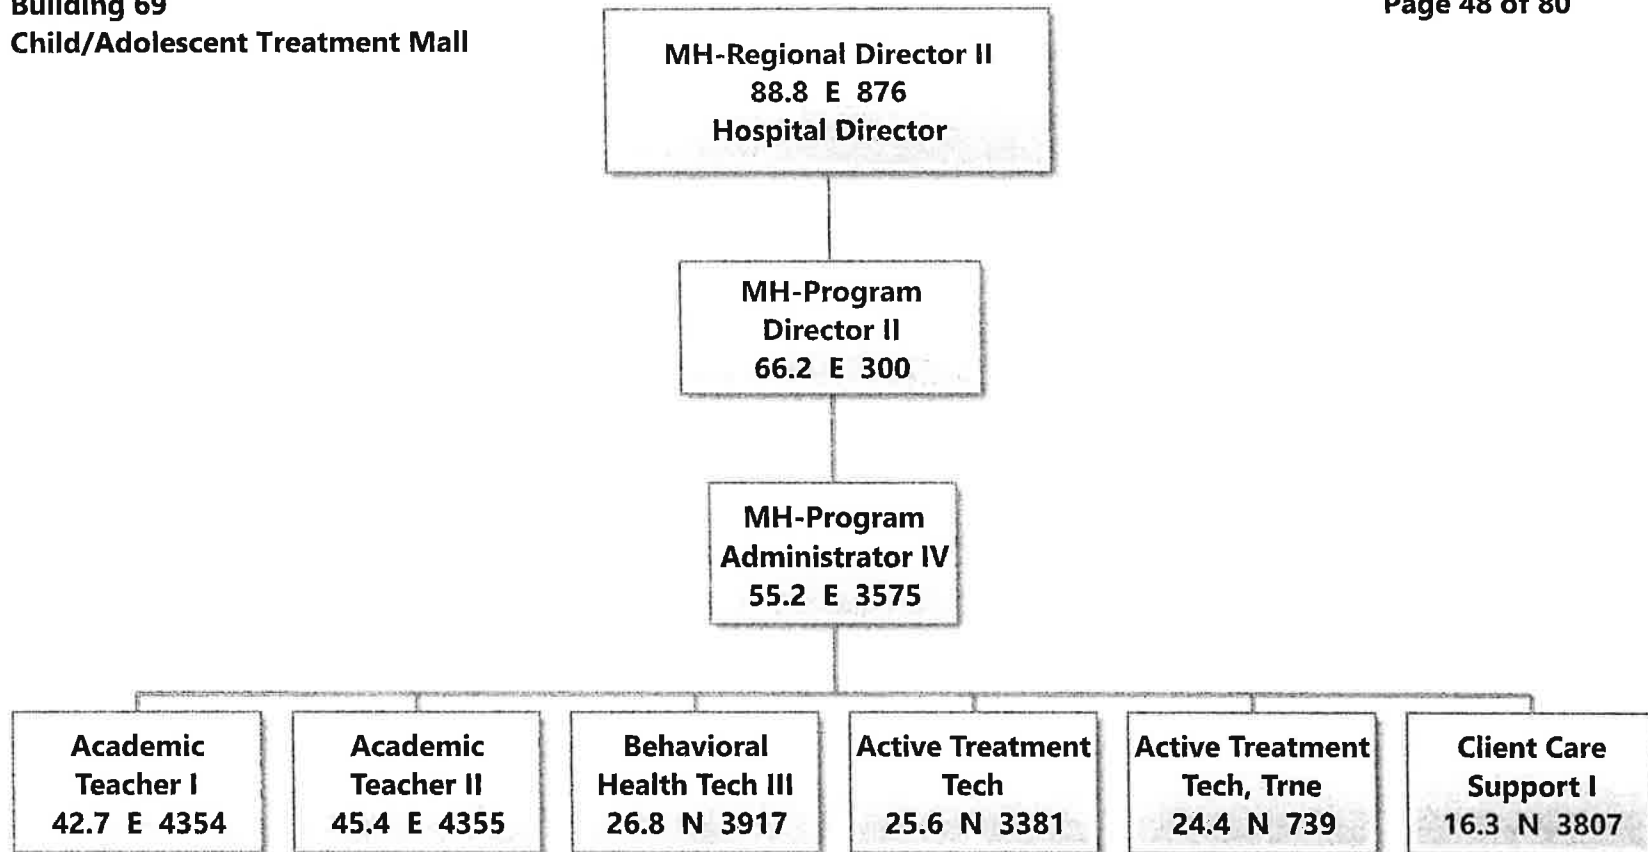 Building 69
Page 48 of 80
Child/Adolescent Treatment Mall
MH-Regional Director II
88.8 E 876
Hospital Director
MH-Program
Director II
66.2 E 300
MH-Program
Administrator IV
55.2 E 3575
Academic
Teacher I
42.7 E 4354
Academic
Teacher II
45.4 E 4355
Behavioral
Health Tech III
26.8 N 3917
Active Treatment
Tech
25.6 N 3381
Active Treatment
Tech, Trne
24.4 N 739
Client Care
Support I
16.3 N 3807